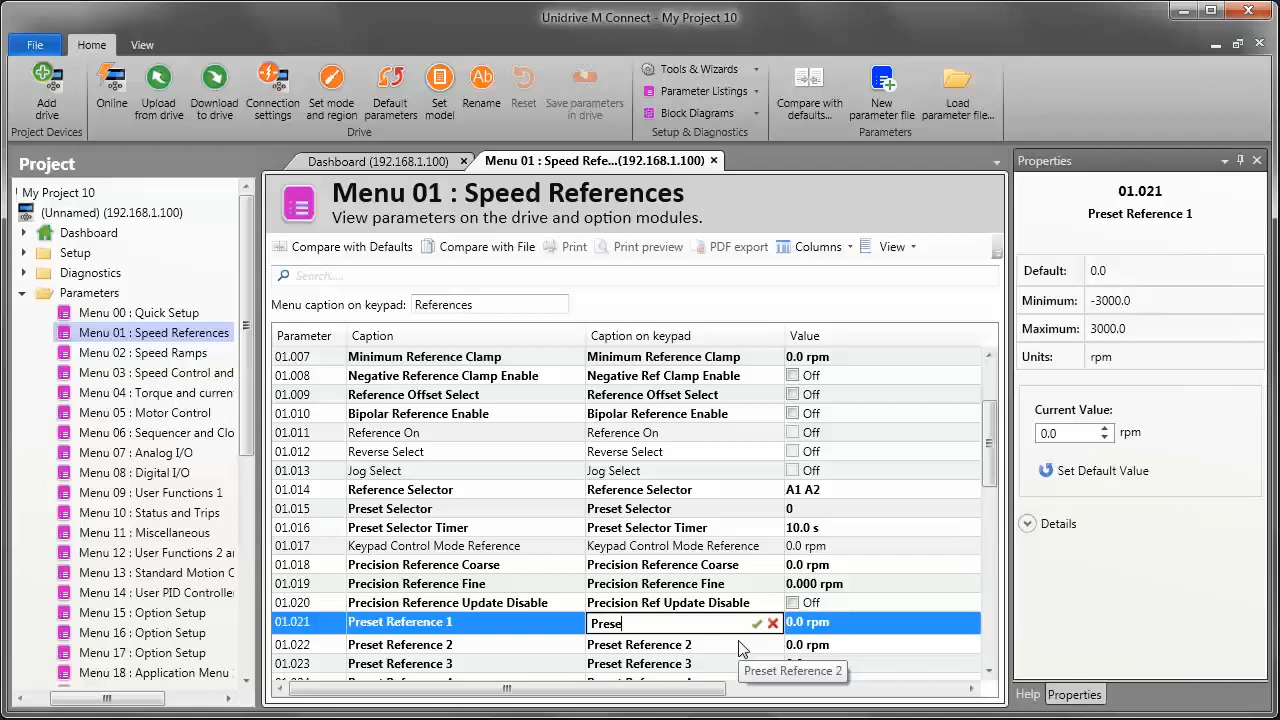 Unidrive M Connect - My Project 10
File Home View
Add drive
Online
Upload from drive
Download to drive
Connection settings
Set mode and region
Default parameters
Set model
Rename
Reset
Save parameters in drive
Tools & Wizards
Parameter Listings
Block Diagrams
Compare with defaults...
New parameter file
Load parameter file...
Project Devices Drive Setup & Diagnostics Parameters
Project
My Project 10
(Unnamed) (192.168.1.100)
Dashboard
Setup
Diagnostics
Parameters
Menu 00 : Quick Setup
Menu 01 : Speed References
Menu 02 : Speed Ramps
Menu 03 : Speed Control and
Menu 04 : Torque and curren
Menu 05 : Motor Control
Menu 06 : Sequencer and Clo
Menu 07 : Analog I/O
Menu 08 : Digital I/O
Menu 09 : User Functions 1
Menu 10 : Status and Trips
Menu 11 : Miscellaneous
Menu 12 : User Functions 2 a
Menu 13 : Standard Motion C
Menu 14 : User PID Controlle
Menu 15 : Option Setup
Menu 16 : Option Setup
Menu 17 : Option Setup
Menu 18 : Application Menu
Dashboard (192.168.1.100) Menu 01 : Speed Refe...(192.168.1.100)
Menu 01 : Speed References
View parameters on the drive and option modules.
Compare with Defaults Compare with File Print Print preview PDF export Columns View
Search.....
Menu caption on keypad: References
Parameter Caption Caption on keypad Value
01.007 Minimum Reference Clamp Minimum Reference Clamp 0.0 rpm
01.008 Negative Reference Clamp Enable Negative Ref Clamp Enable Off
01.009 Reference Offset Select Reference Offset Select Off
01.010 Bipolar Reference Enable Bipolar Reference Enable Off
01.011 Reference On Reference On Off
01.012 Reverse Select Reverse Select Off
01.013 Jog Select Jog Select Off
01.014 Reference Selector Reference Selector A1 A2
01.015 Preset Selector Preset Selector 0
01.016 Preset Selector Timer Preset Selector Timer 10.0 s
01.017 Keypad Control Mode Reference Keypad Control Mode Reference 0.0 rpm
01.018 Precision Reference Coarse Precision Reference Coarse 0.0 rpm
01.019 Precision Reference Fine Precision Reference Fine 0.000 rpm
01.020 Precision Reference Update Disable Precision Ref Update Disable Off
01.021 Preset Reference 1 Prese 0.0 rpm
01.022 Preset Reference 2 Preset Reference 2 0.0 rpm
01.023 Preset Reference 3 Preset Reference 3
Preset Reference 2
Properties
01.021
Preset Reference 1
Default: 0.0
Minimum: -3000.0
Maximum: 3000.0
Units: rpm
Current Value:
0.0 rpm
Set Default Value
Details
Help Properties